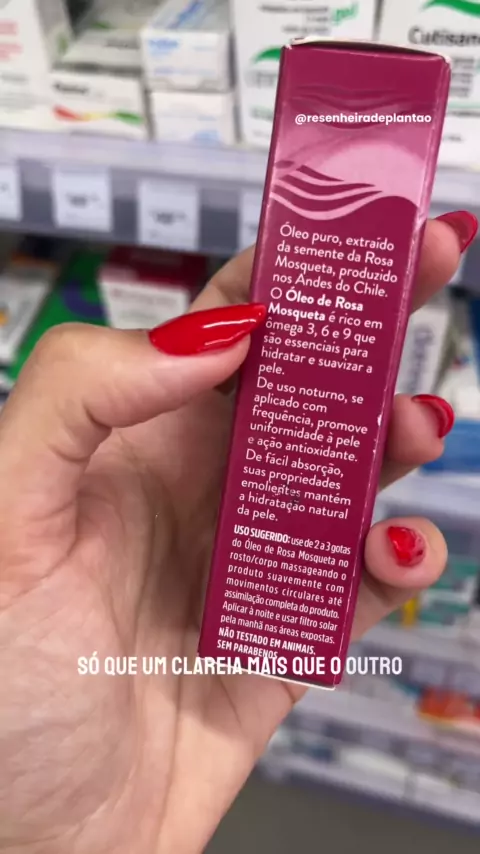 Cutisan
@resenheiradeplantao
Óleo puro, extraído
da semente da Rosa
Mosqueta, produzido
nos Andes do Chile.
O Óleo de Rosa
Mosqueta é rico em
ômega 3, 6 e 9 que
são essenciais para
hidratar e suavizar a
pele.
De uso noturno, se
aplicado com
frequência, promove
uniformidade à pele
e ação antioxidante.
De fácil absorção,
suas propriedades
emolientes mantém
a hidratação natural
da pele.
USO SUGERIDO: use de 2 a 3 gotas
do Óleo de Rosa Mosqueta no
rosto/corpo massageando o
produto suavemente com
movimentos circulares até
assimilação completa do produto.
Aplicar à noite e usar filtro solar
pela manhã nas áreas expostas.
NÃO TESTADO EM ANIMAIS.
SEM PARABENOS
SÓ QUE UM CLAREIA MAIS QUE O OUTRO